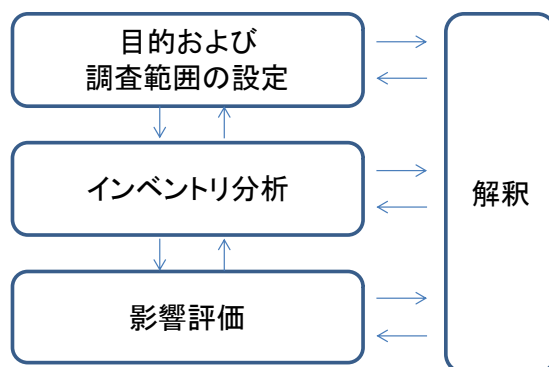 目的および
調査範囲の設定
インベントリ分析
影響評価
解釈